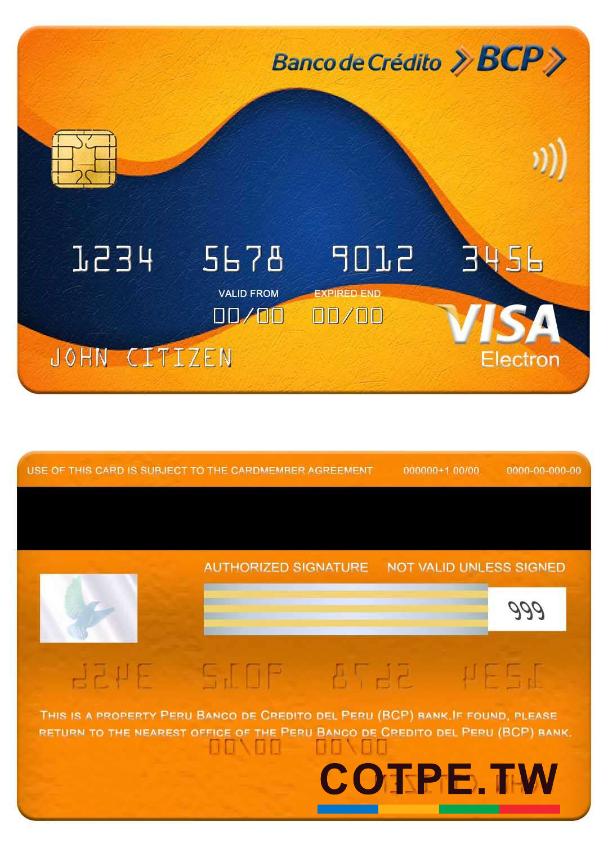 Banco de Crédito BCP
1234 5678 9012 3456
VALID FROM EXPIRED END
00/00 00/00
VISA
JOHN CITIZEN
Electron
USE OF THIS CARD IS SUBJECT TO THE CARDMEMBER AGREEMENT 000000+1 00/00 0000-00-000-00
AUTHORIZED SIGNATURE NOT VALID UNLESS SIGNED
999
THIS IS A PROPERTY PERU BANCO DE CREDITO DEL PERU (BCP) BANK.IF FOUND, PLEASE
RETURN TO THE NEAREST OFFICE OF THE PERU BANCO DE CREDITO DEL PERU (BCP) BANK.
00/00 00/00
COTPE.TW